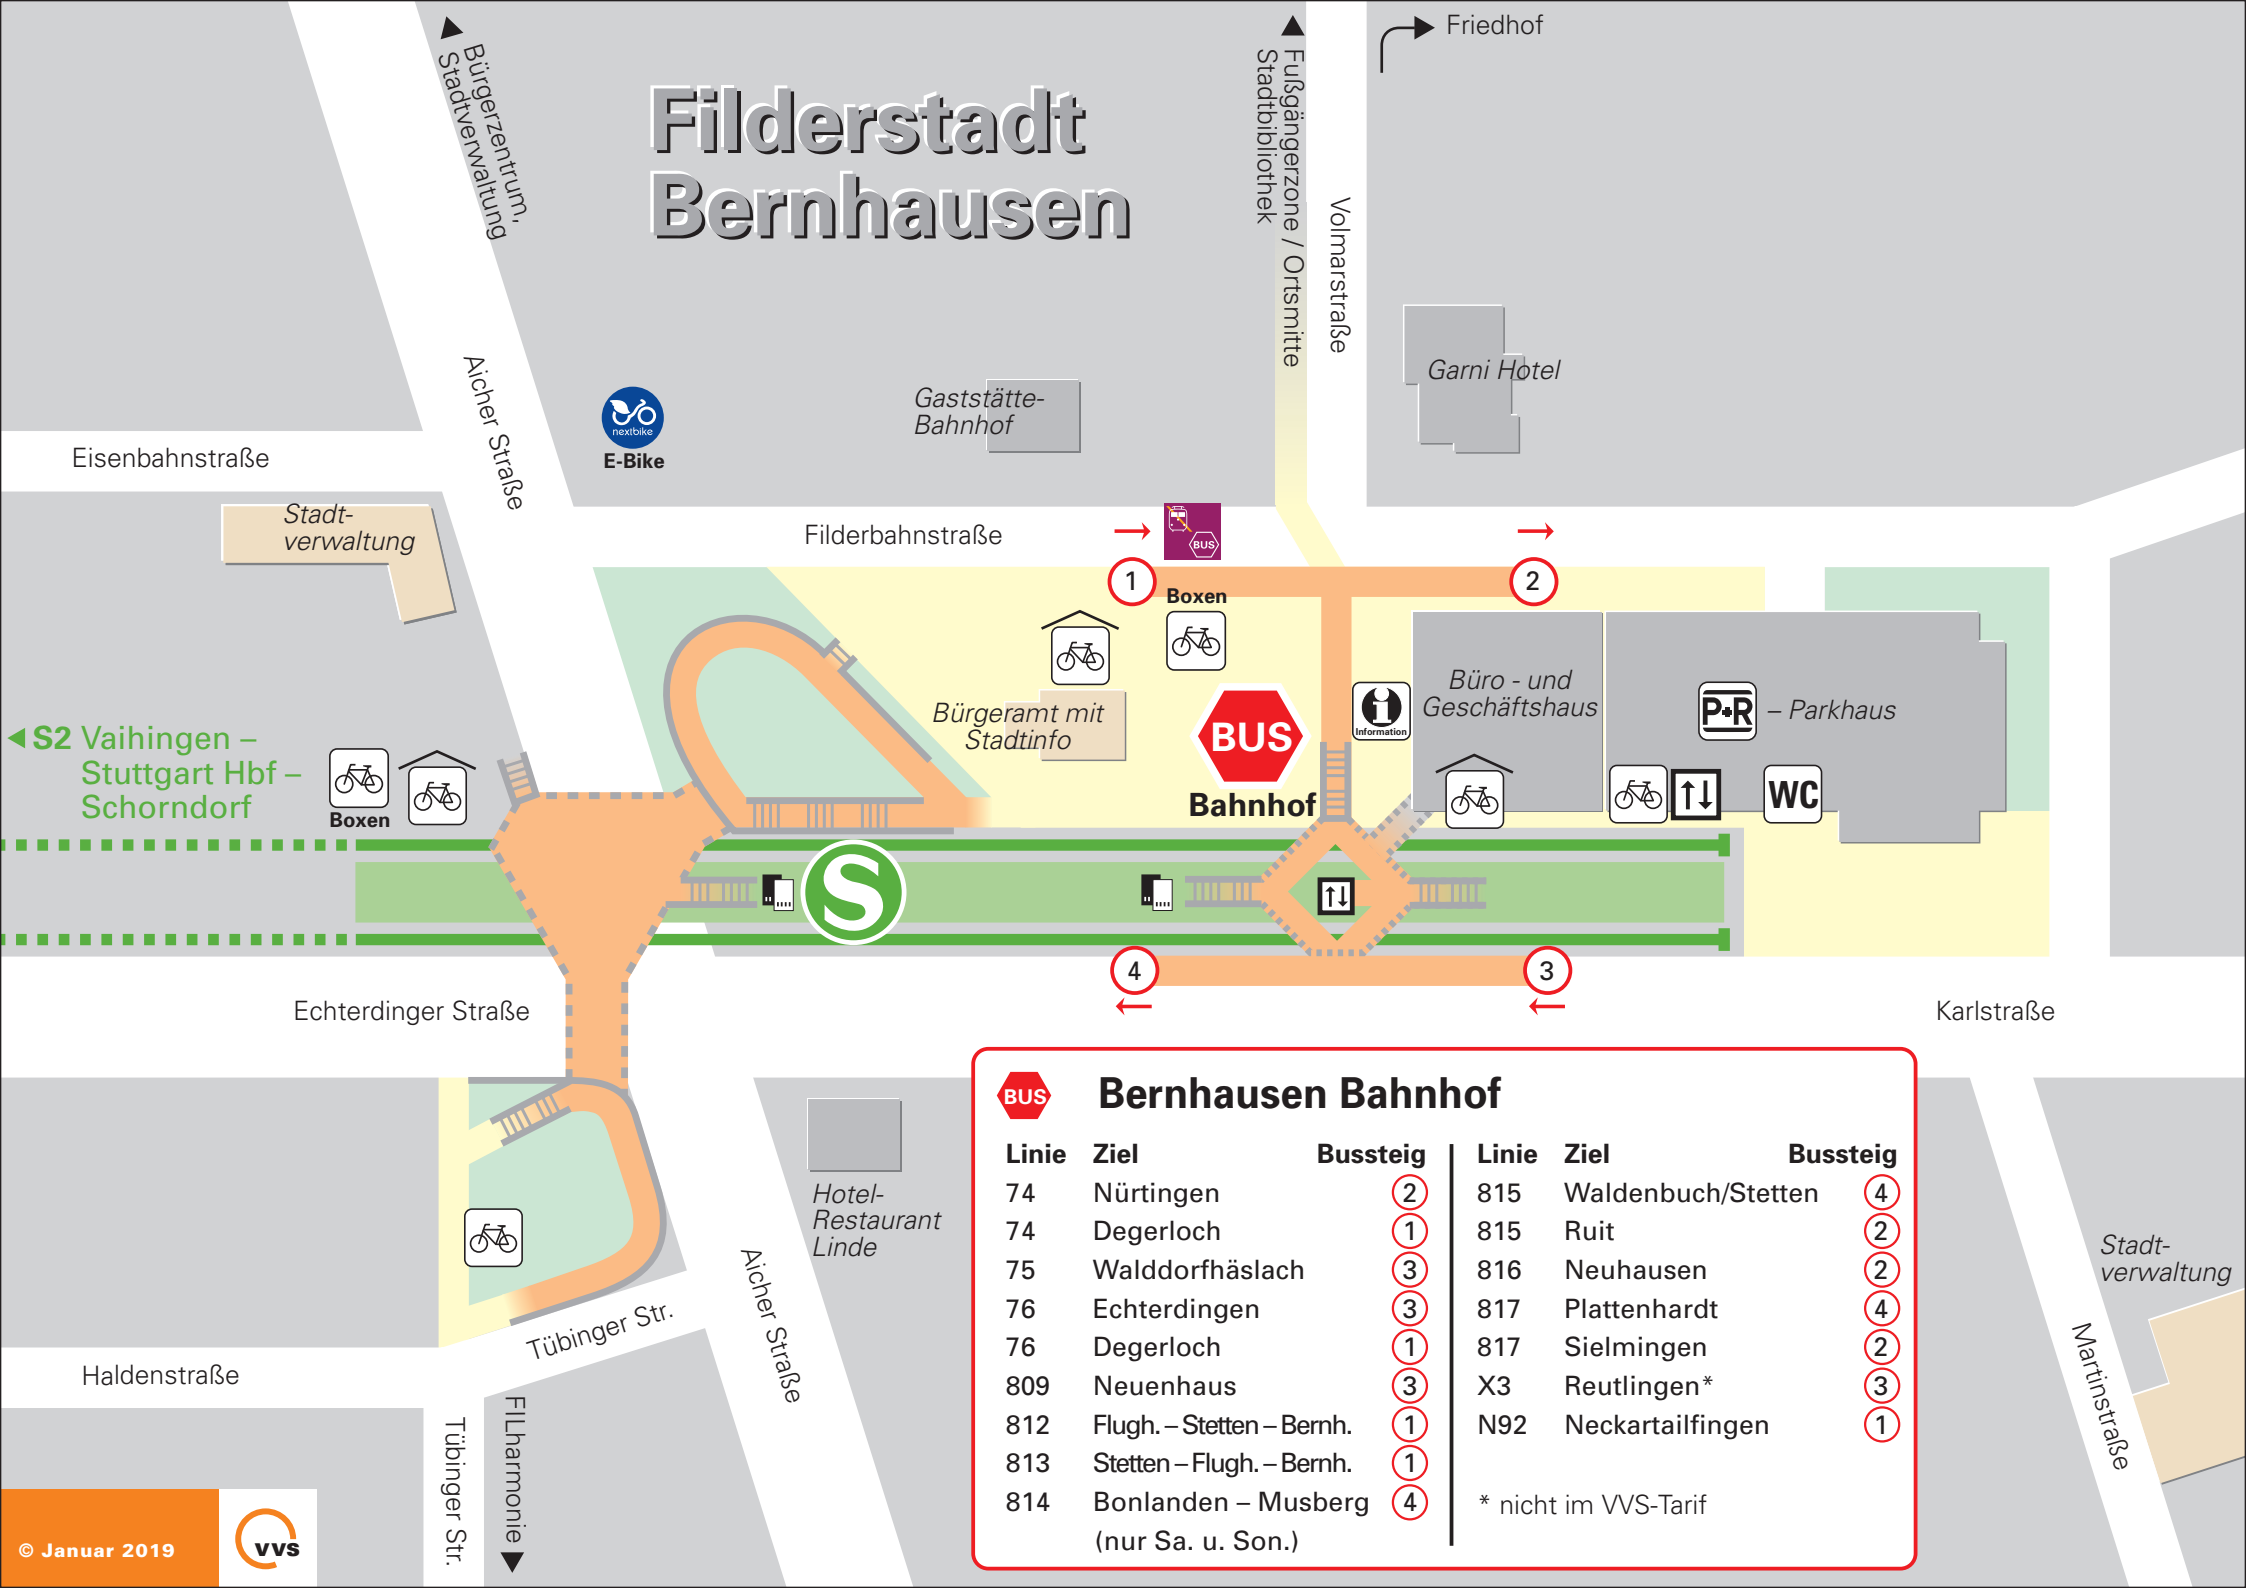 Filderstadt
Bernhausen
Bürgerzentrum,
Stadtverwaltung
Fußgängerzone / Ortsmitte
Stadtbibliothek
Friedhof
Volmarstraße
Aicher Straße
Garni Hotel
Gaststätte-
Bahnhof
nextbike
E-Bike
Eisenbahnstraße
Stadt-
verwaltung
Filderbahnstraße
BUS
1
2
Boxen
Bürgeramt mit
Stadtinfo
BUS
Bahnhof
Information
Büro - und
Geschäftshaus
P+R – Parkhaus
WC
S2 Vaihingen –
Stuttgart Hbf –
Schorndorf
Boxen
S
4
3
Echterdinger Straße
Karlstraße
Hotel-
Restaurant
Linde
Aicher Straße
Tübinger Str.
Haldenstraße
Tübinger Str.
FILharmonie
Stadt-
verwaltung
Martinstraße
BUS Bernhausen Bahnhof
Linie Ziel Bussteig
74 Nürtingen 2
74 Degerloch 1
75 Walddorfhäslach 3
76 Echterdingen 3
76 Degerloch 1
809 Neuenhaus 3
812 Flugh. – Stetten – Bernh. 1
813 Stetten – Flugh. – Bernh. 1
814 Bonlanden – Musberg 4
(nur Sa. u. Son.)
Linie Ziel Bussteig
815 Waldenbuch/Stetten 4
815 Ruit 2
816 Neuhausen 2
817 Plattenhardt 4
817 Sielmingen 2
X3 Reutlingen* 3
N92 Neckartailfingen 1
* nicht im VVS-Tarif
© Januar 2019
vvs